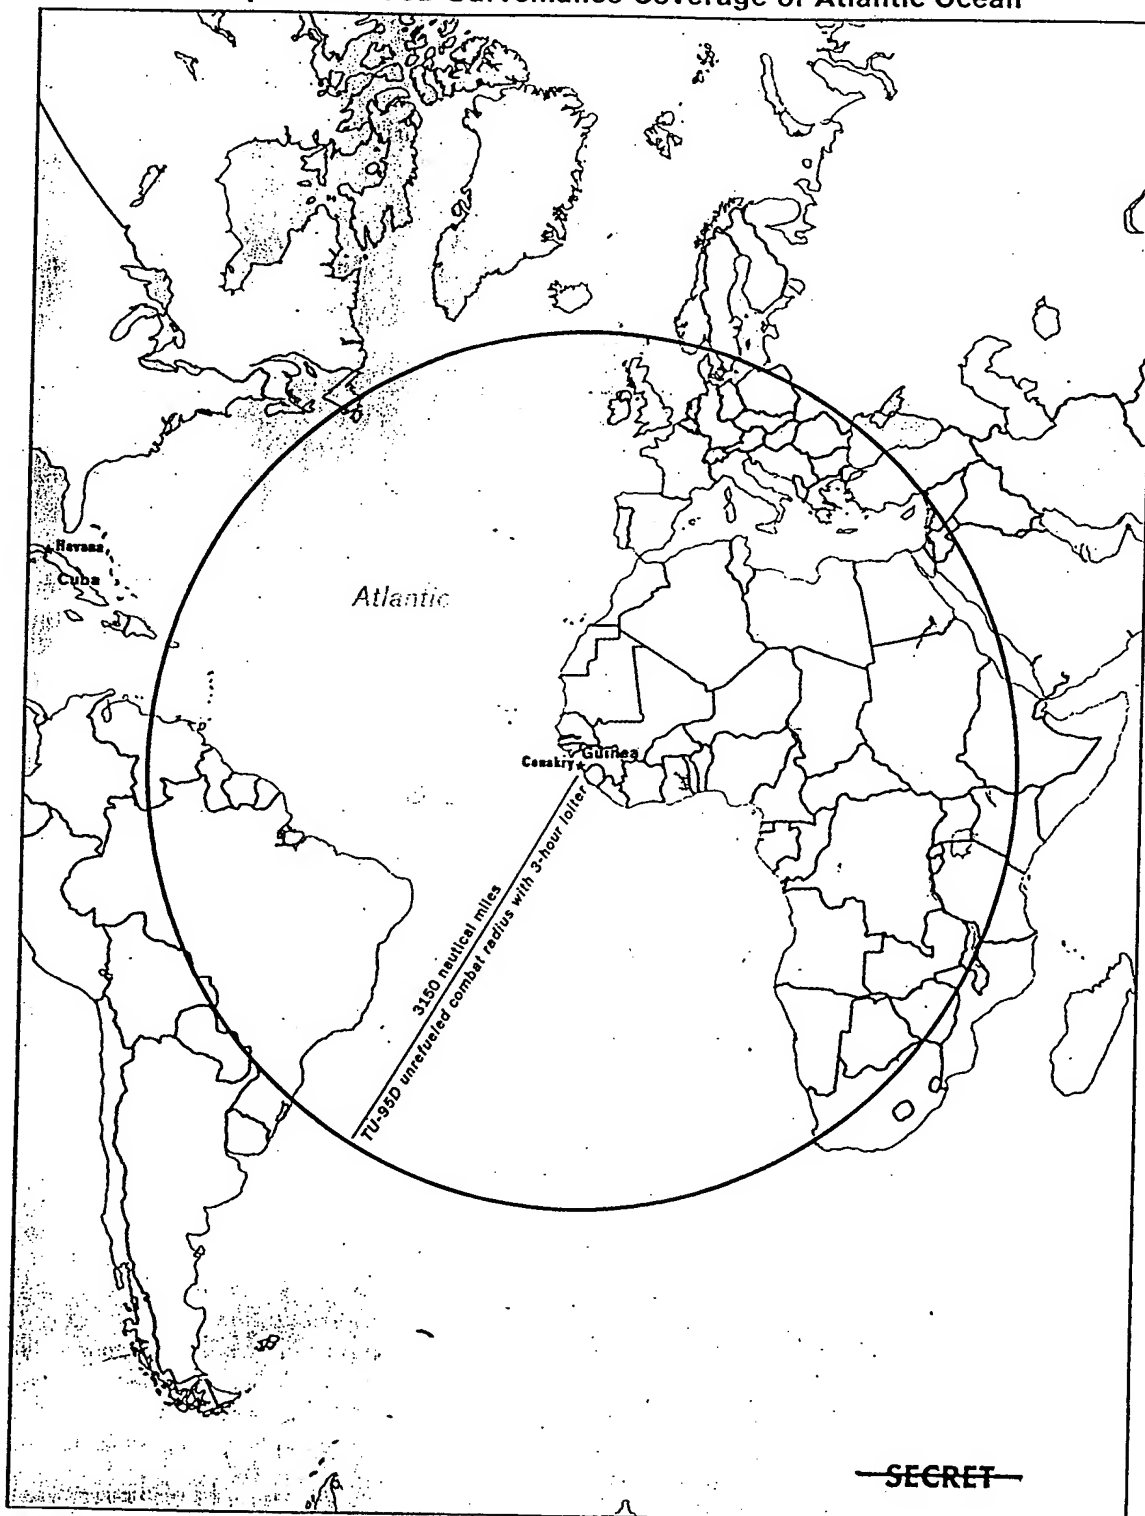 Surveillance Coverage of Atlantic Ocean
Havana
Cuba
Atlantic
Guinea
Conakry
3150 nautical miles
TU-95D unrefueled combat radius with 3-hour loiter
SECRET